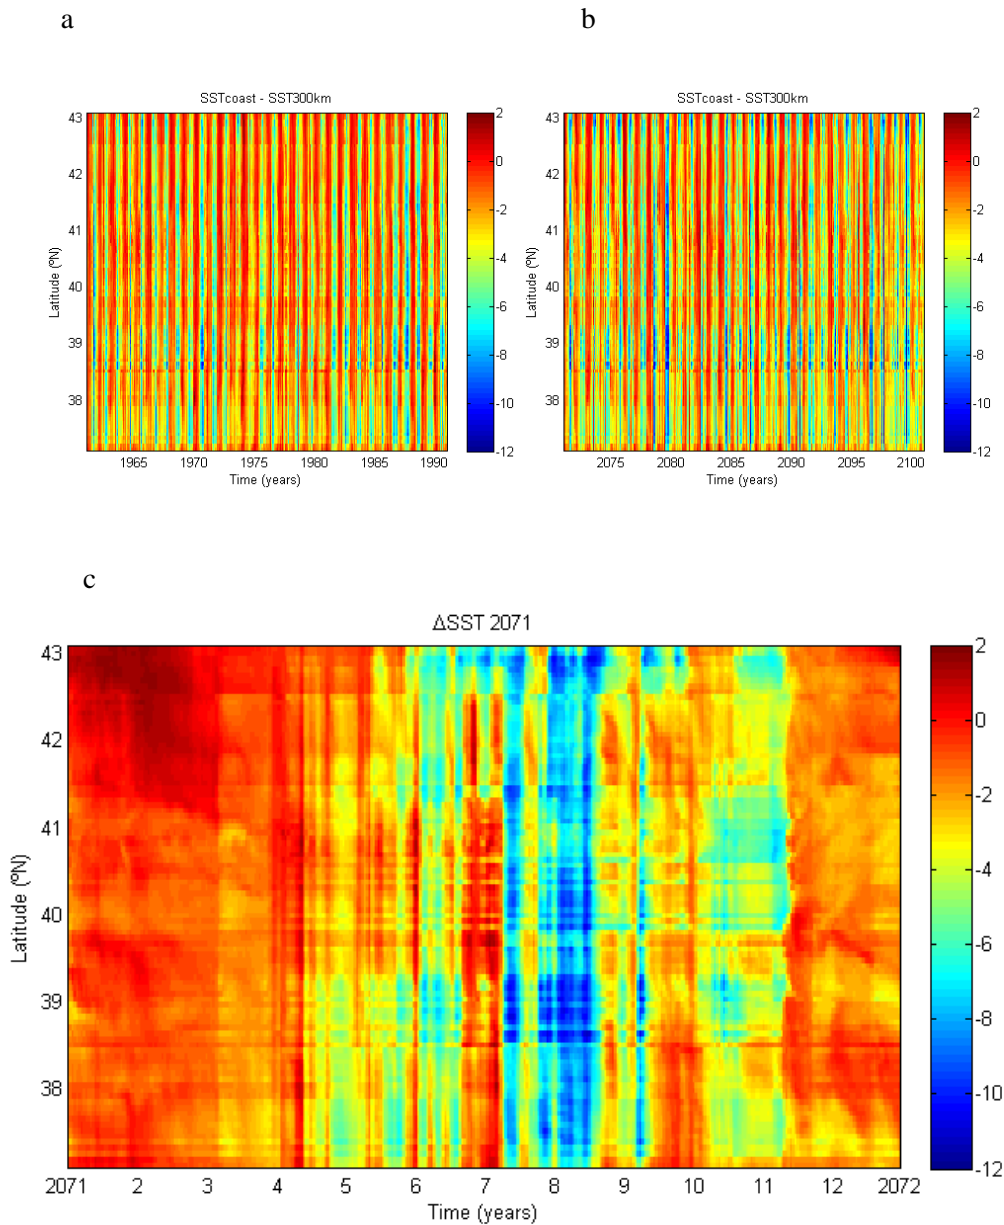 a
b
SSTcoast - SST300km
SSTcoast - SST300km
43
42
41
40
39
38
Latitude (ºN)
1965 1970 1975 1980 1985 1990
Time (years)
2
0
-2
-4
-6
-8
-10
-12
43
42
41
40
39
38
Latitude (ºN)
2075 2080 2085 2090 2095 2100
Time (years)
2
0
-2
-4
-6
-8
-10
-12
c
ΔSST 2071
43
42
41
40
39
38
Latitude (ºN)
2071 2 3 4 5 6 7 8 9 10 11 12 2072
Time (years)
2
0
-2
-4
-6
-8
-10
-12